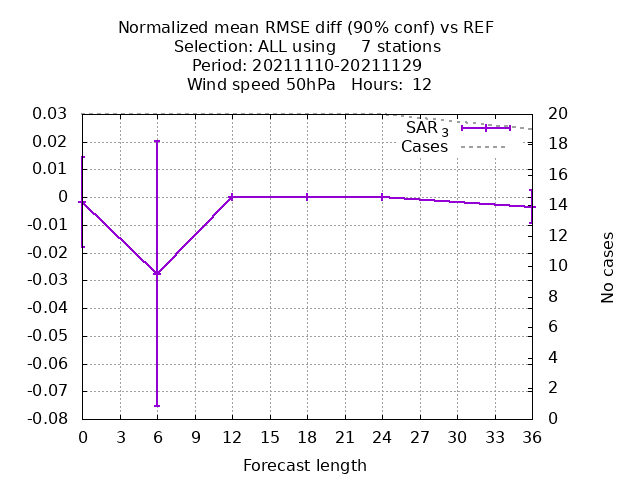 Normalized mean RMSE diff (90% conf) vs REF
Selection: ALL using 7 stations
Period: 20211110-20211129
Wind speed 50hPa Hours: 12
0.03
0.02
0.01
0
-0.01
-0.02
-0.03
-0.04
-0.05
-0.06
-0.07
-0.08
SAR 3
Cases
20
18
16
14
12
10
8
6
4
2
0
No cases
0 3 6 9 12 15 18 21 24 27 30 33 36
Forecast length